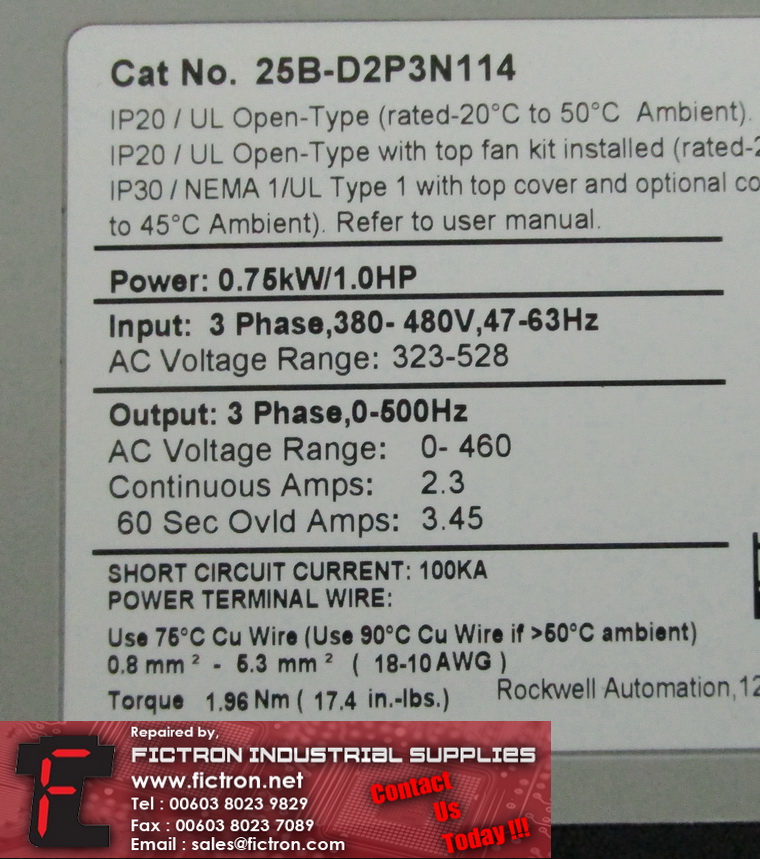 Cat No. 25B-D2P3N114
IP20 / UL Open-Type (rated-20°C to 50°C Ambient).
IP20 / UL Open-Type with top fan kit installed (rated-2
IP30 / NEMA 1/UL Type 1 with top cover and optional co
to 45°C Ambient). Refer to user manual.
Power: 0.75kW/1.0HP
Input: 3 Phase,380- 480V,47-63Hz
AC Voltage Range: 323-528
Output: 3 Phase,0-500Hz
AC Voltage Range: 0- 460
Continuous Amps: 2.3
60 Sec Ovld Amps: 3.45
SHORT CIRCUIT CURRENT: 100KA
POWER TERMINAL WIRE:
Use 75°C Cu Wire (Use 90°C Cu Wire if >50°C ambient)
0.8 mm ² - 5.3 mm ² ( 18-10 AWG )
Torque 1.96 Nm ( 17.4 in.-lbs.)
Rockwell Automation, 12
Repaired by,
FICTRON INDUSTRIAL SUPPLIES
www.fictron.net
Tel : 00603 8023 9829
Fax : 00603 8023 7089
Email : sales@fictron.com
Contact
Us
Today !!!